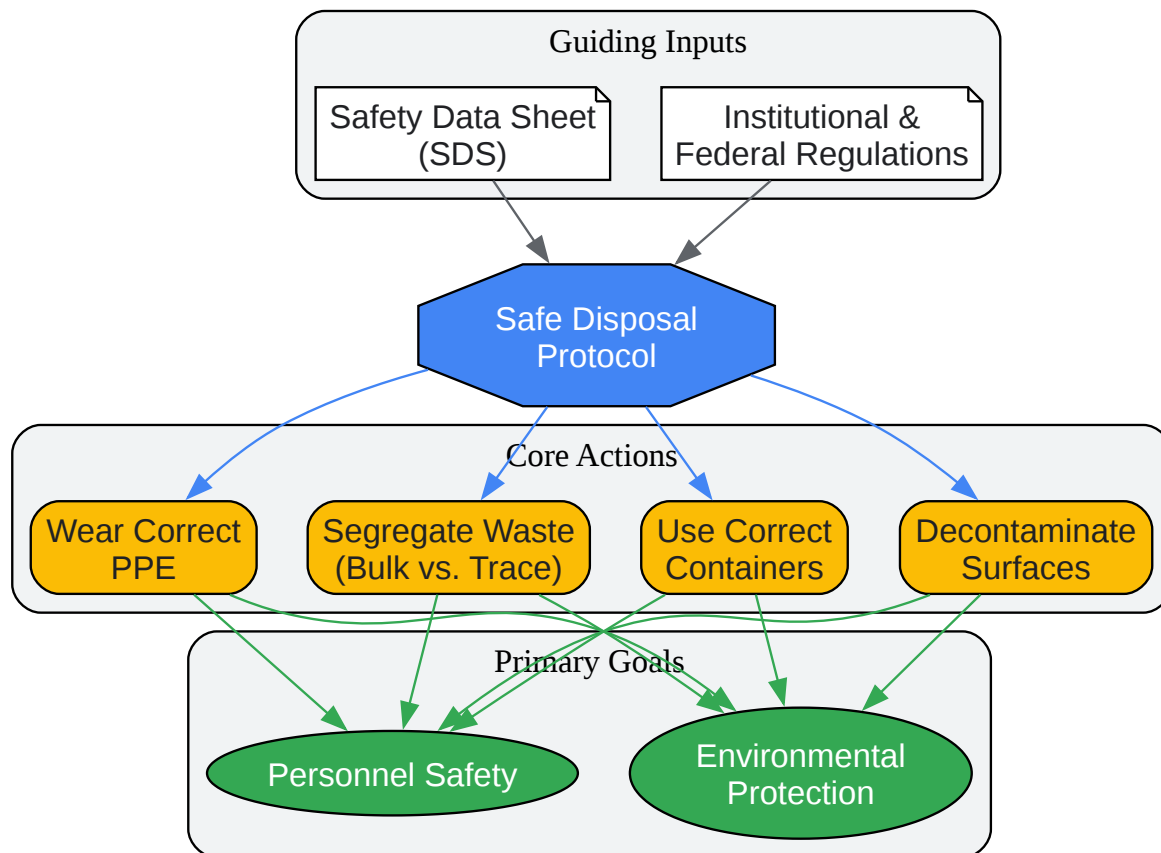 Guiding Inputs
Safety Data Sheet
(SDS)
Institutional &
Federal Regulations
Safe Disposal
Protocol
Core Actions
Wear Correct
PPE
Segregate Waste
(Bulk vs. Trace)
Use Correct
Containers
Decontaminate
Surfaces
Primary Goals
Personnel Safety
Environmental
Protection